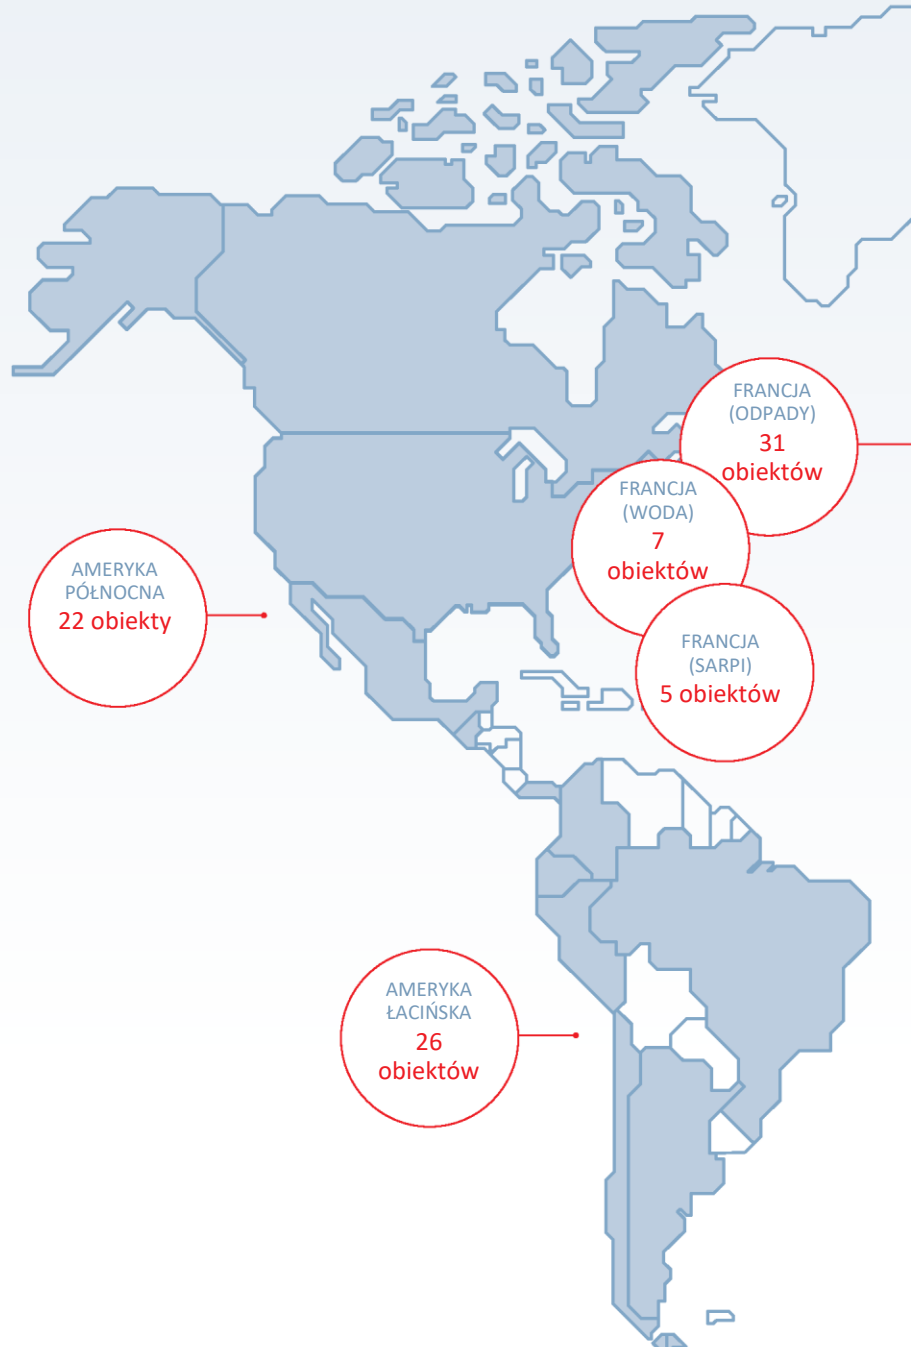 FRANCJA
(ODPADY)
31
obiektów
FRANCJA
(WODA)
7
obiektów
AMERYKA
PÓŁNOCNA
22 obiekty
FRANCJA
(SARPI)
5 obiektów
AMERYKA
ŁACIŃSKA
26
obiektów